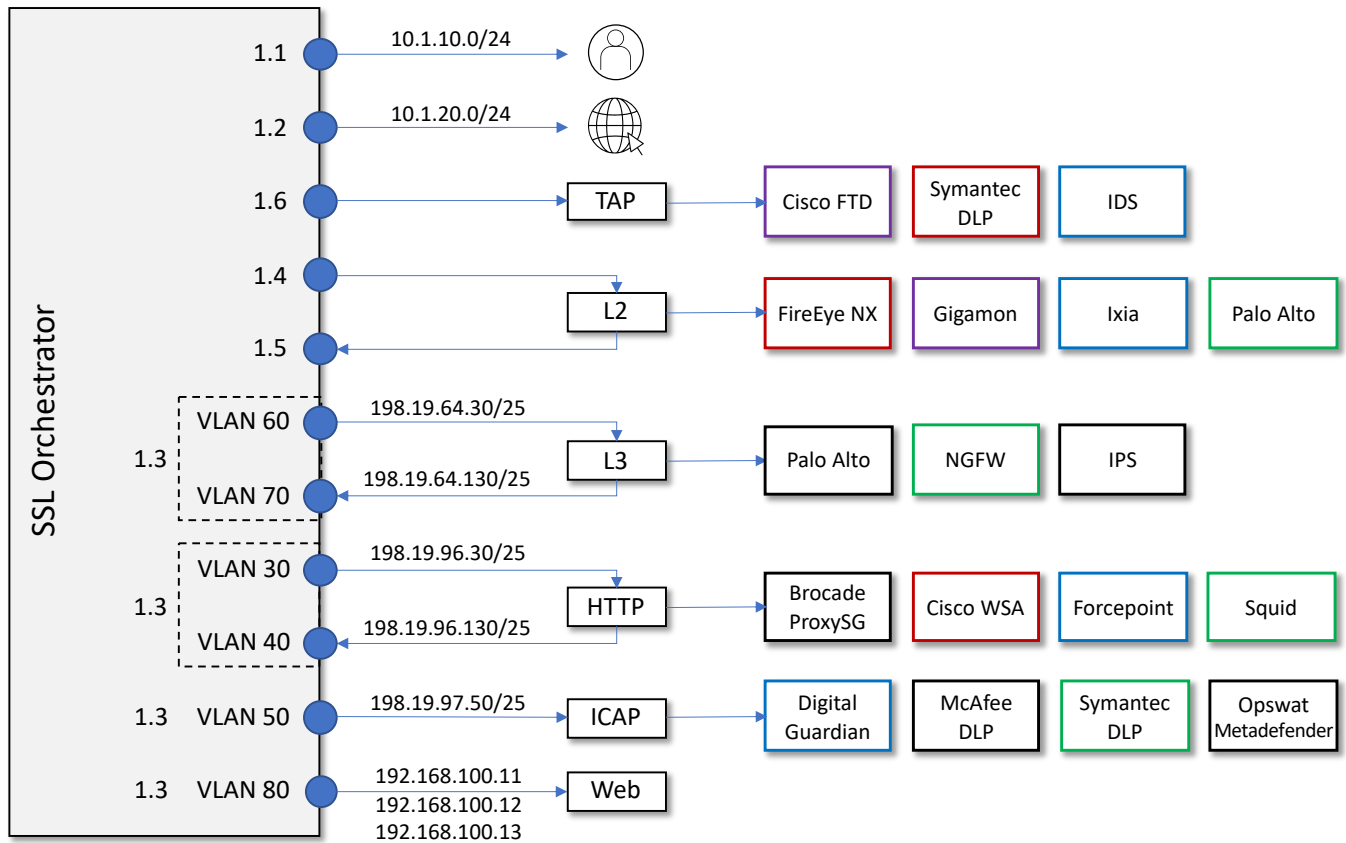 SSL Orchestrator
1.1
10.1.10.0/24
1.2
10.1.20.0/24
1.6
TAP
Cisco FTD
Symantec
DLP
IDS
1.4
1.5
L2
FireEye NX
Gigamon
Ixia
Palo Alto
1.3
VLAN 60
VLAN 70
198.19.64.30/25
198.19.64.130/25
L3
Palo Alto
NGFW
IPS
1.3
VLAN 30
VLAN 40
198.19.96.30/25
198.19.96.130/25
HTTP
Brocade
ProxySG
Cisco WSA
Forcepoint
Squid
1.3
VLAN 50
198.19.97.50/25
ICAP
Digital
Guardian
McAfee
DLP
Symantec
DLP
Opswat
Metadefender
1.3
VLAN 80
192.168.100.11
192.168.100.12
192.168.100.13
Web